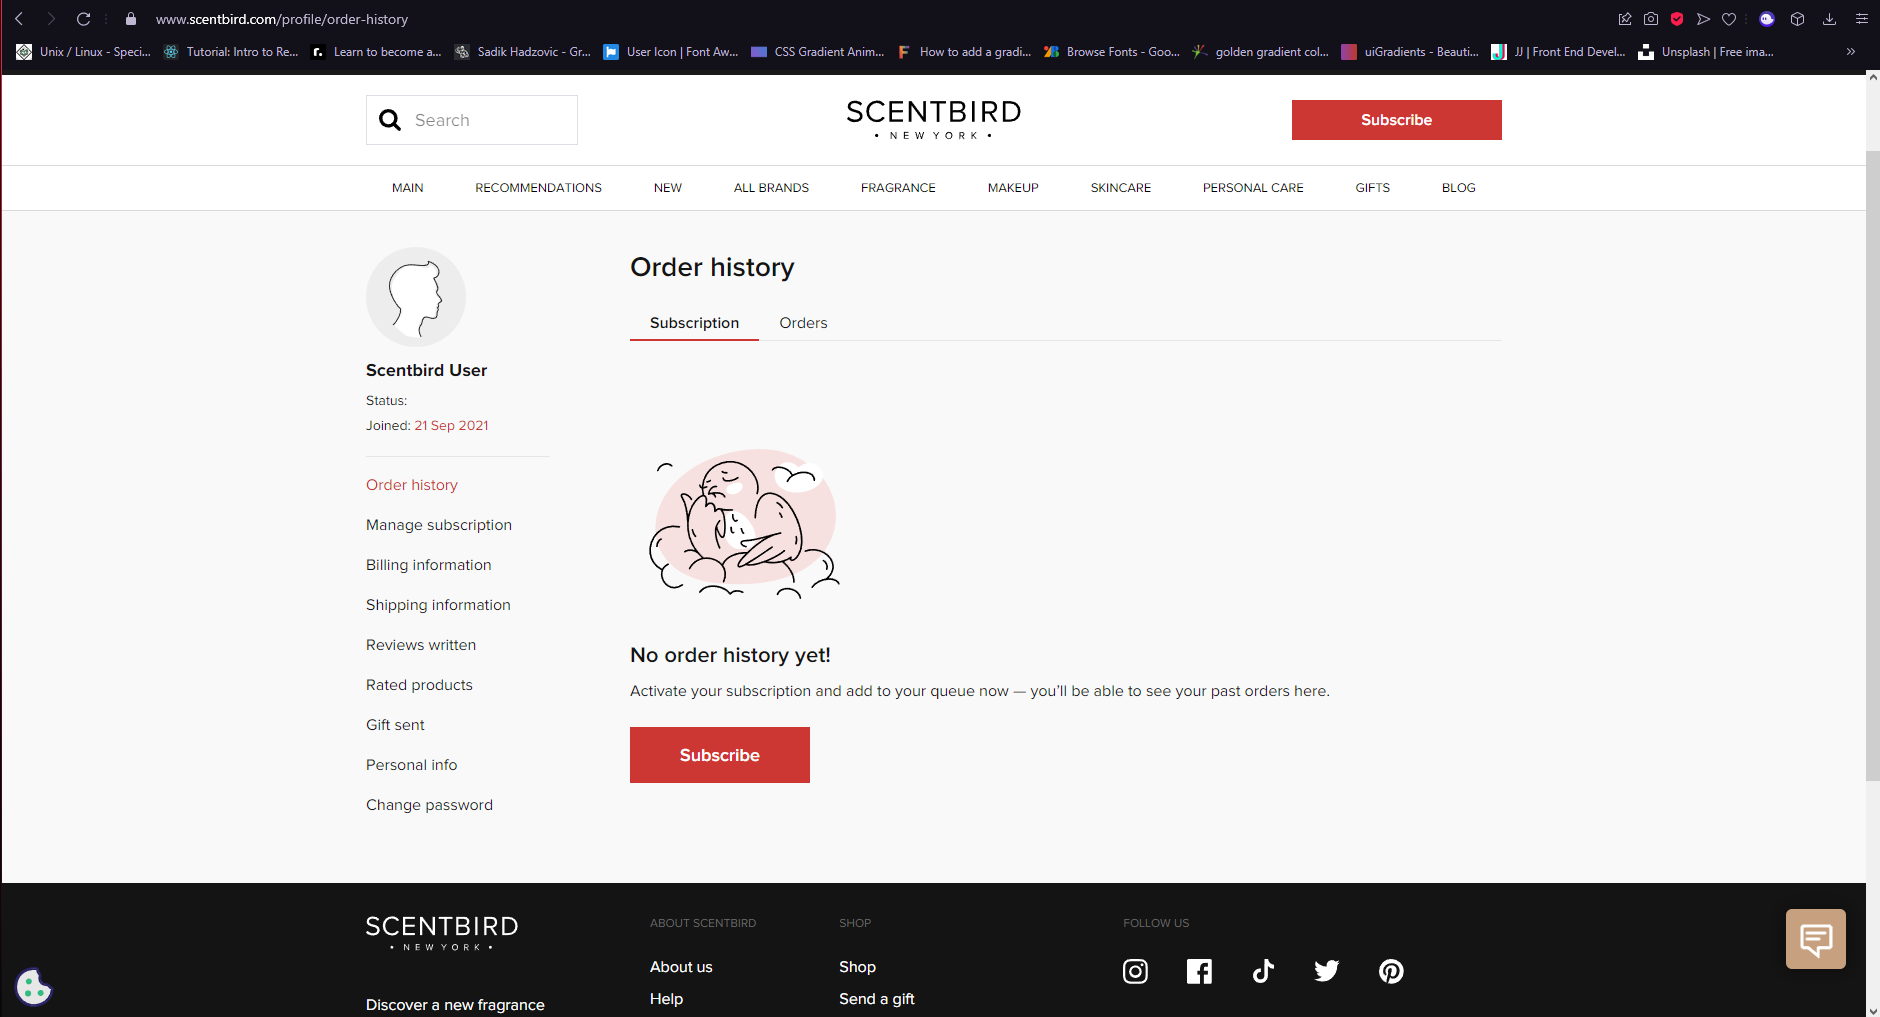 www.scentbird.com/profile/order-history
Unix / Linux - Speci...
Tutorial: Intro to Re...
Learn to become a...
Sadik Hadzovic - Gr...
User Icon | Font Aw...
CSS Gradient Anim...
How to add a gradi...
Browse Fonts - Goo...
golden gradient col...
uiGradients - Beauti...
JJ | Front End Devel...
Unsplash | Free ima...
Search
SCENTBIRD
• NEW YORK •
Subscribe
MAIN
RECOMMENDATIONS
NEW
ALL BRANDS
FRAGRANCE
MAKEUP
SKINCARE
PERSONAL CARE
GIFTS
BLOG
Scentbird User
Status:
Joined: 21 Sep 2021
Order history
Manage subscription
Billing information
Shipping information
Reviews written
Rated products
Gift sent
Personal info
Change password
Order history
Subscription
Orders
No order history yet!
Activate your subscription and add to your queue now — you’ll be able to see your past orders here.
Subscribe
SCENTBIRD
• NEW YORK •
Discover a new fragrance
ABOUT SCENTBIRD
About us
Help
SHOP
Shop
Send a gift
FOLLOW US